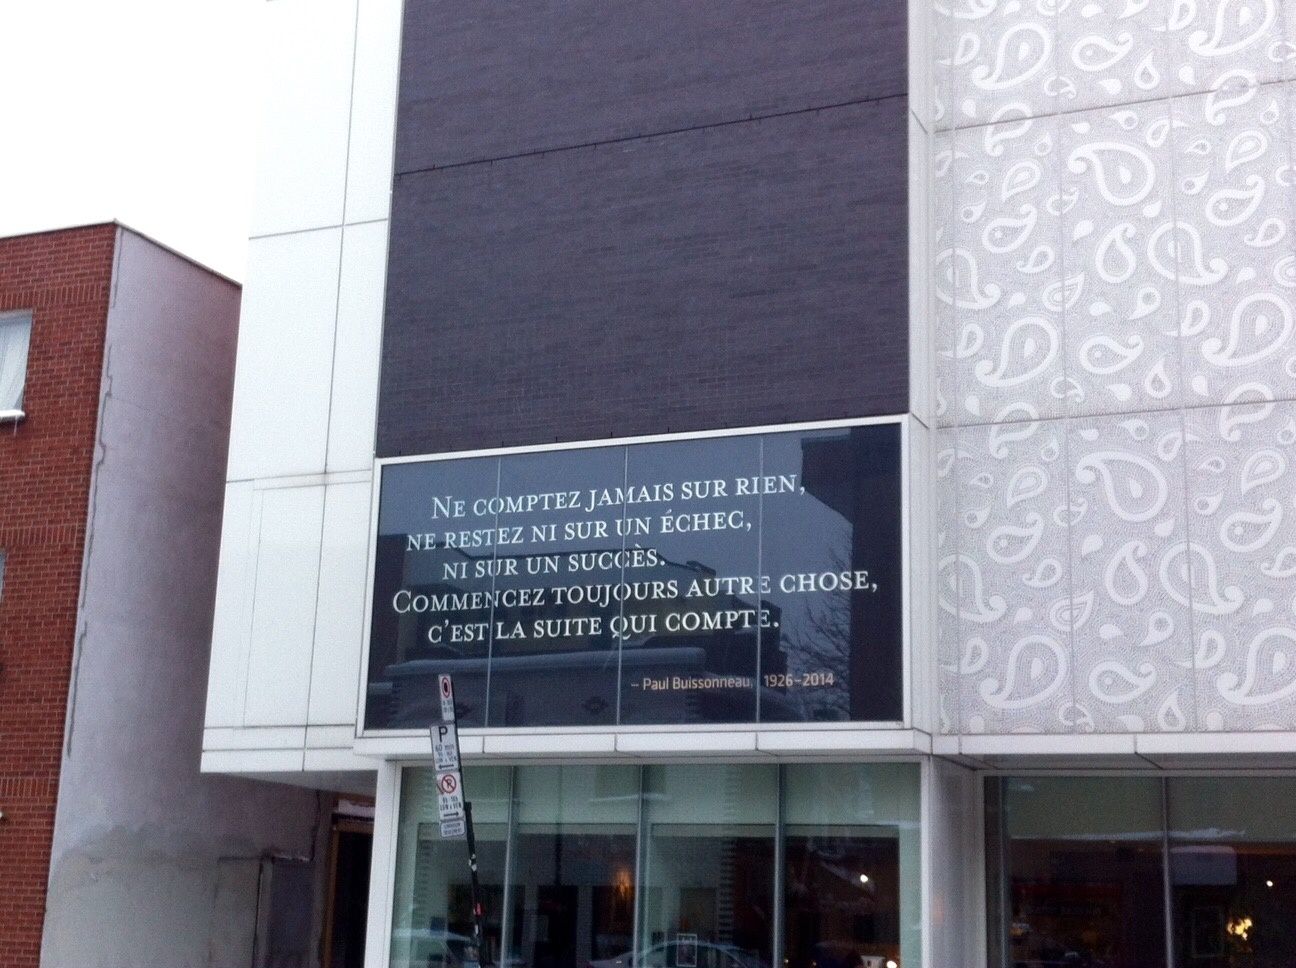 Ne comptez jamais sur rien,
ne restez ni sur un échec,
ni sur un succès.
Commencez toujours autre chose,
c'est la suite qui compte.
– Paul Buissonneau, 1926–2014
P